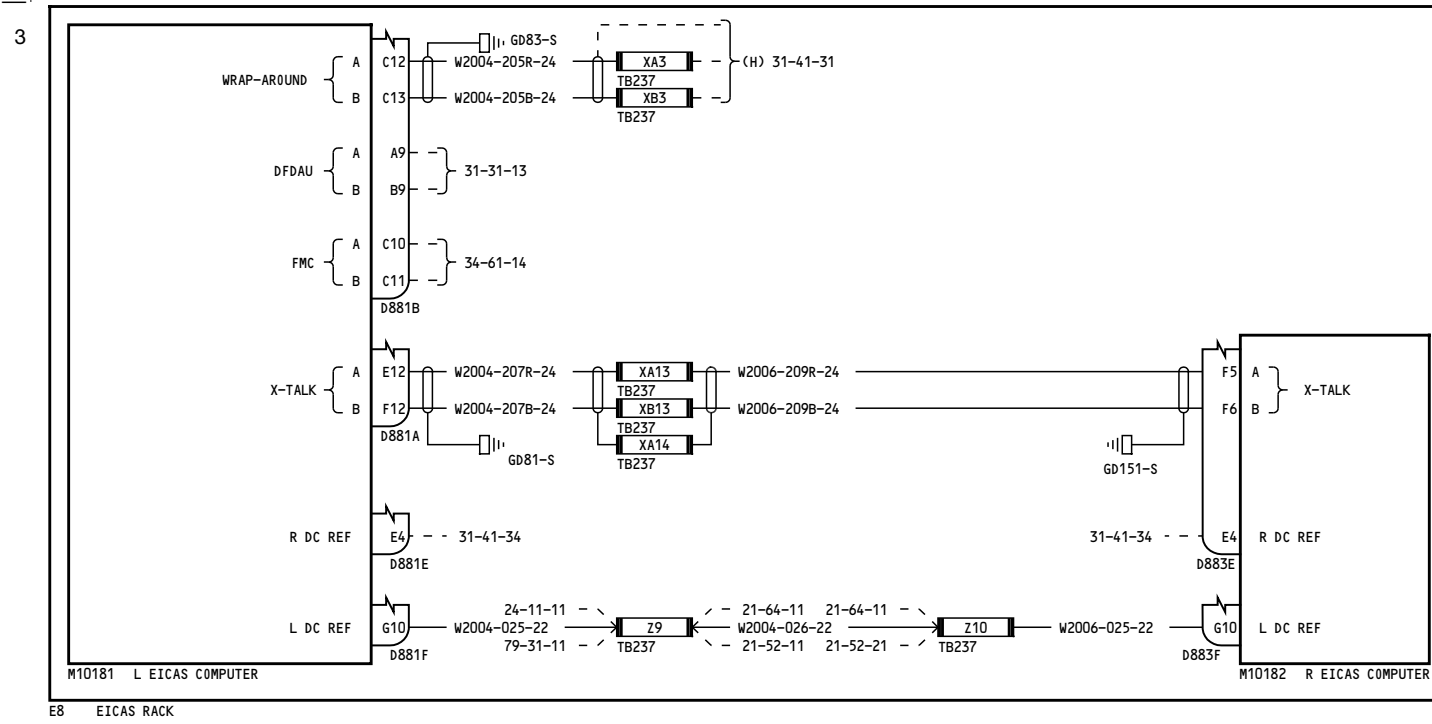 3
GD83-S
WRAP-AROUND
A C12 W2004-205R-24 XA3 (H) 31-41-31
TB237
B C13 W2004-205B-24 XB3
TB237
DFDAU
A A9
31-31-13
B B9
FMC
A C10
34-61-14
B C11
D881B
X-TALK
A E12 W2004-207R-24 XA13 W2006-209R-24 F5 A
TB237
X-TALK
B F12 W2004-207B-24 XB13 W2006-209B-24 F6 B
D881A TB237
GD81-S XA14 GD151-S
TB237
R DC REF E4 31-41-34 31-41-34 E4 R DC REF
D881E D883E
24-11-11 21-64-11 21-64-11
L DC REF G10 W2004-025-22 Z9 W2004-026-22 Z10 W2006-025-22 G10 L DC REF
79-31-11 TB237 21-52-11 21-52-21 TB237
D881F D883F
M10181 L EICAS COMPUTER M10182 R EICAS COMPUTER
E8 EICAS RACK